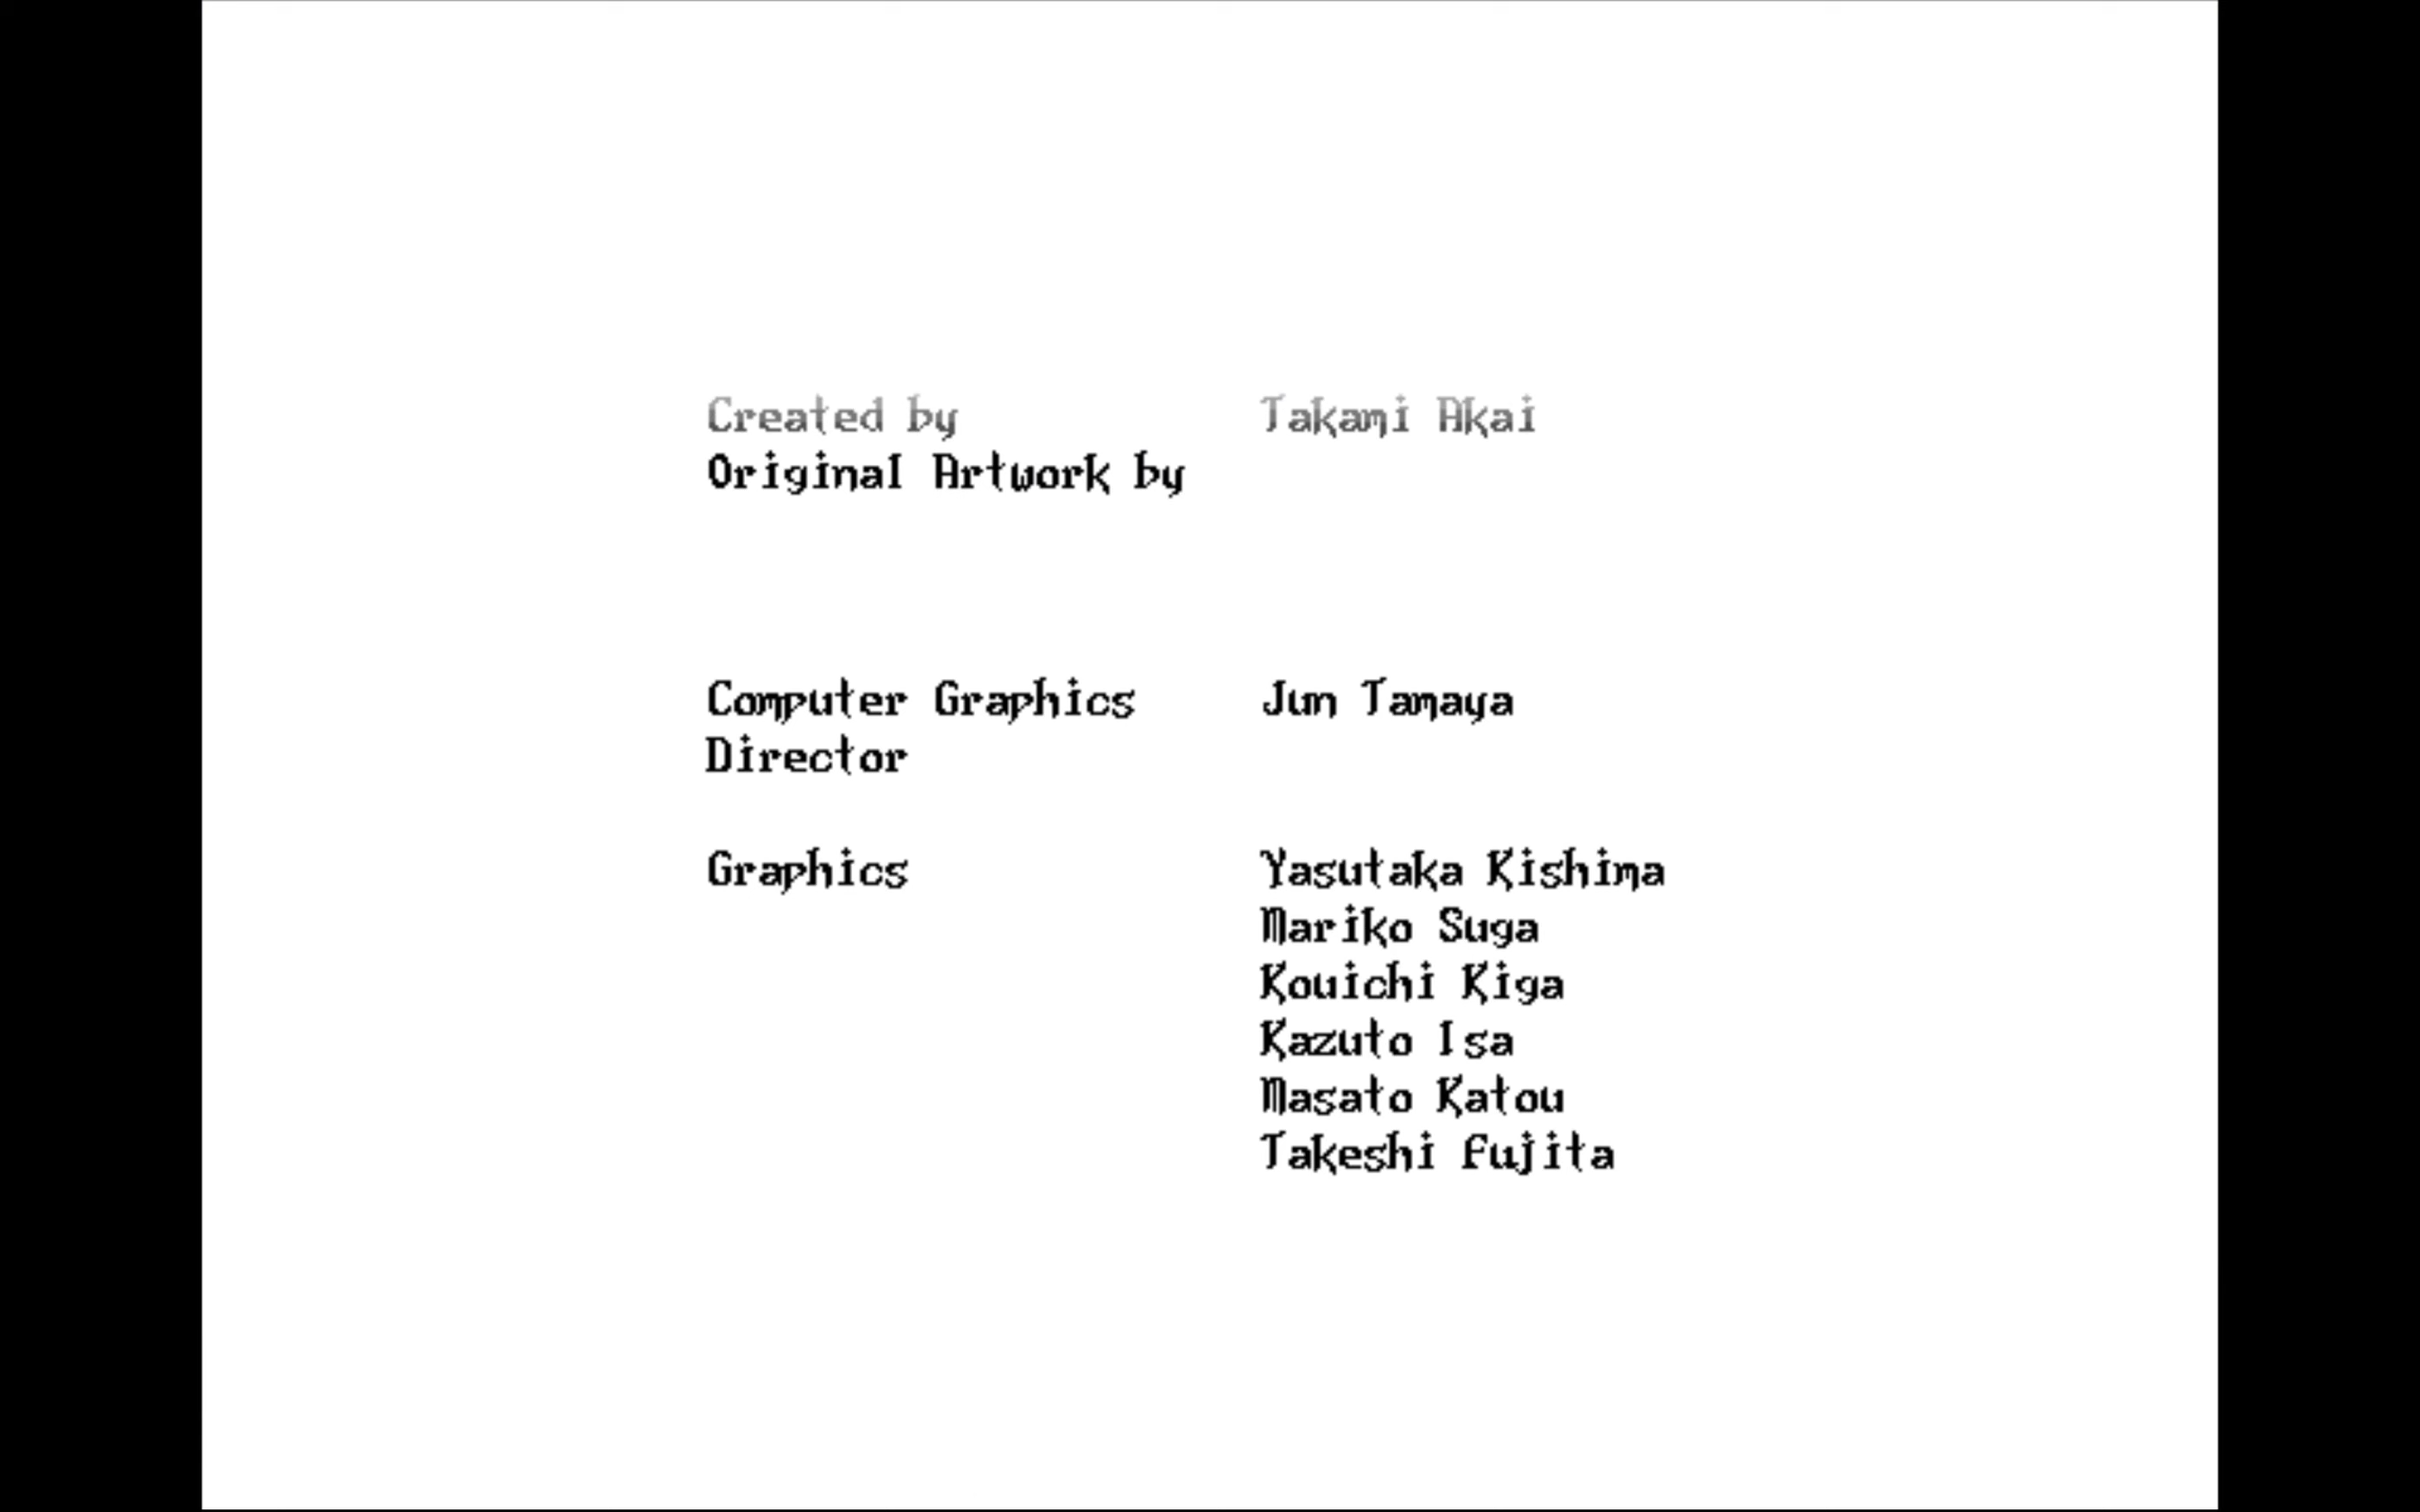 Created by Takami Akai
Original Artwork by
Computer Graphics Jun Tamaya
Director
Graphics Yasutaka Kishima
Mariko Suga
Kouichi Kiga
Kazuto Isa
Masato Katou
Takeshi Fujita